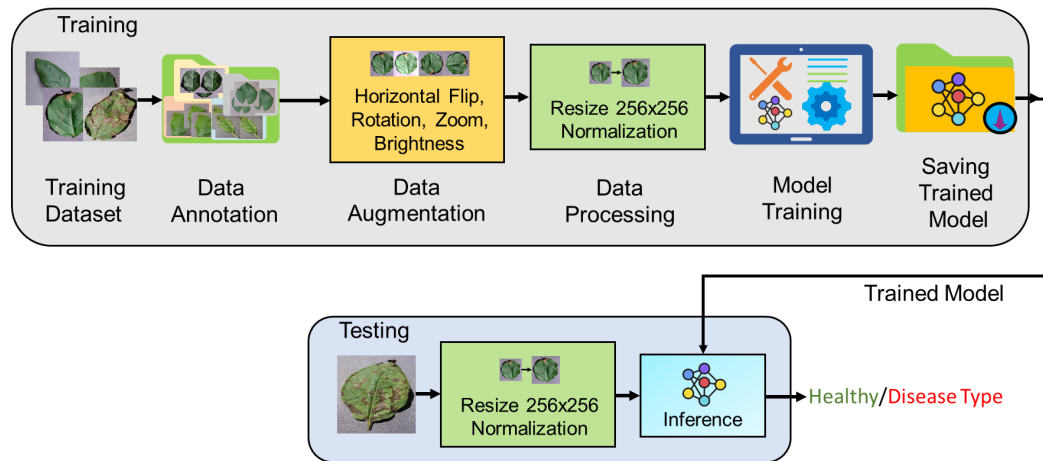 Training
Horizontal Flip,
Rotation, Zoom,
Brightness
Resize 256x256
Normalization
Training
Dataset
Data
Annotation
Data
Augmentation
Data
Processing
Model
Training
Saving
Trained
Model
Trained Model
Testing
Resize 256x256
Normalization
Inference
Healthy/Disease Type